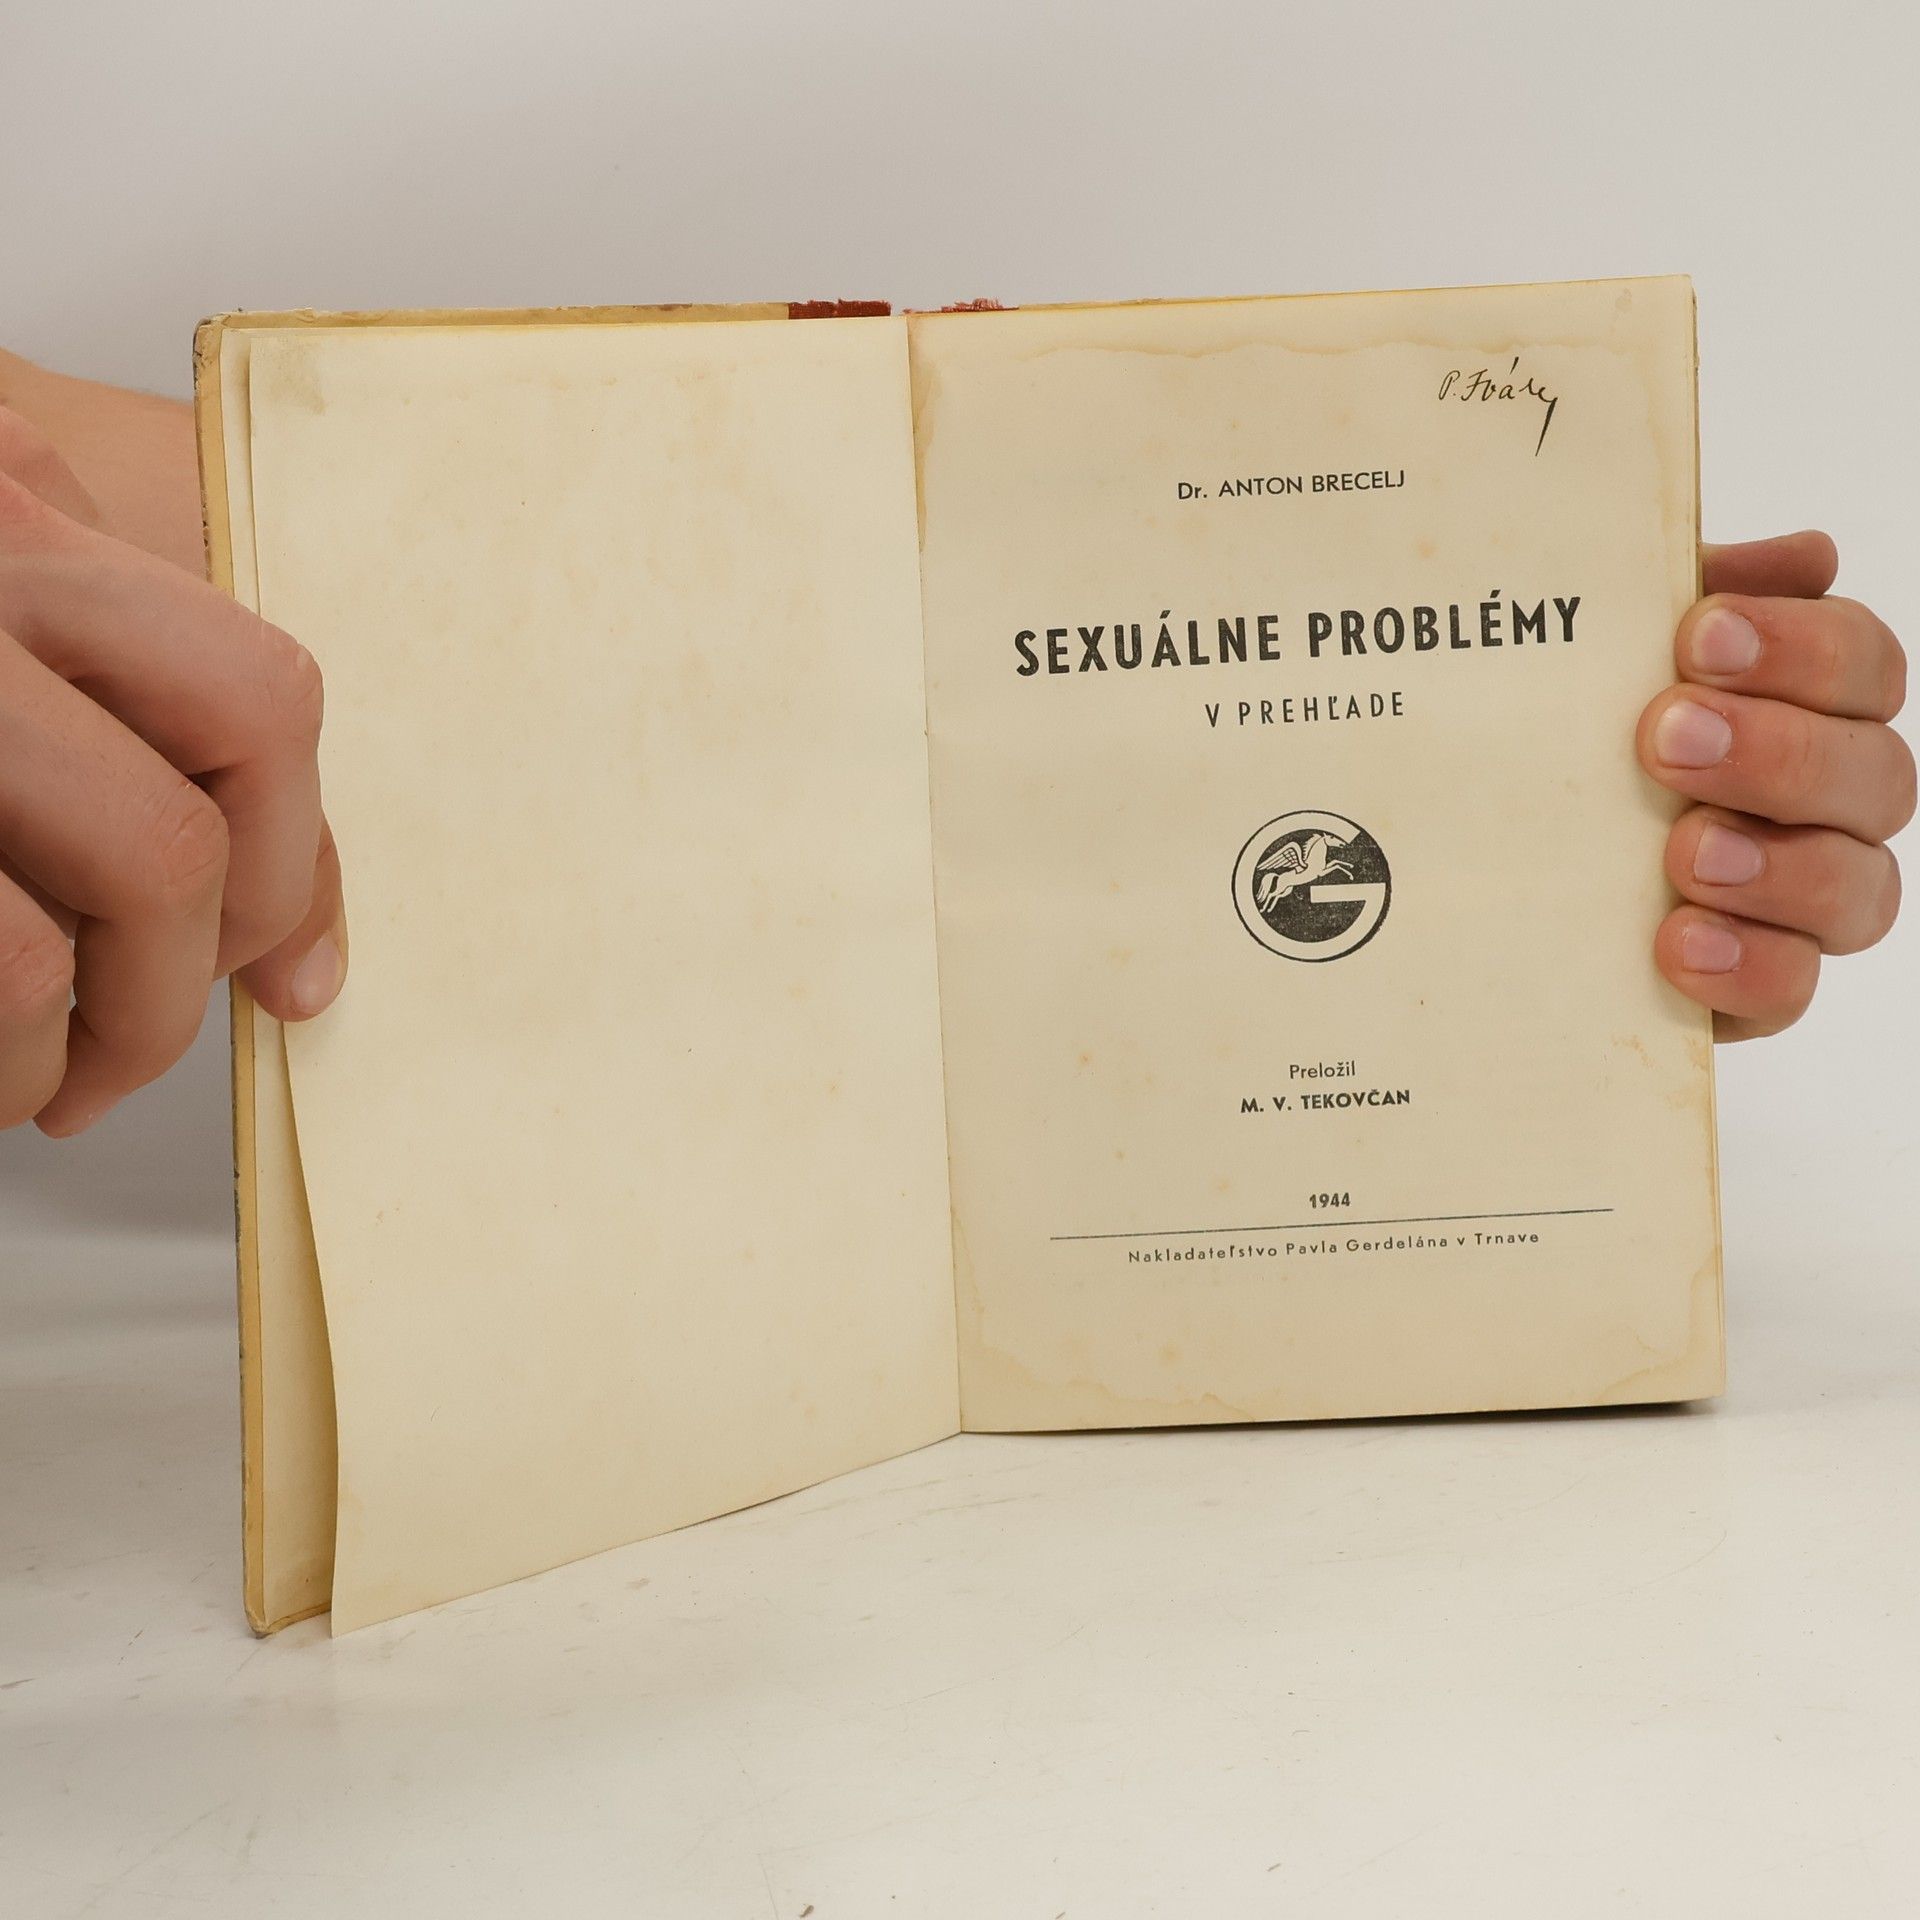 Dr. ANTON BRECELJ
SEXUÁLNE PROBLÉMY
V PREHĽADE
G
Preložil
M. V. TEKOVČAN
1944
Nakladateľstvo Pavla Gerdelána v Trnave